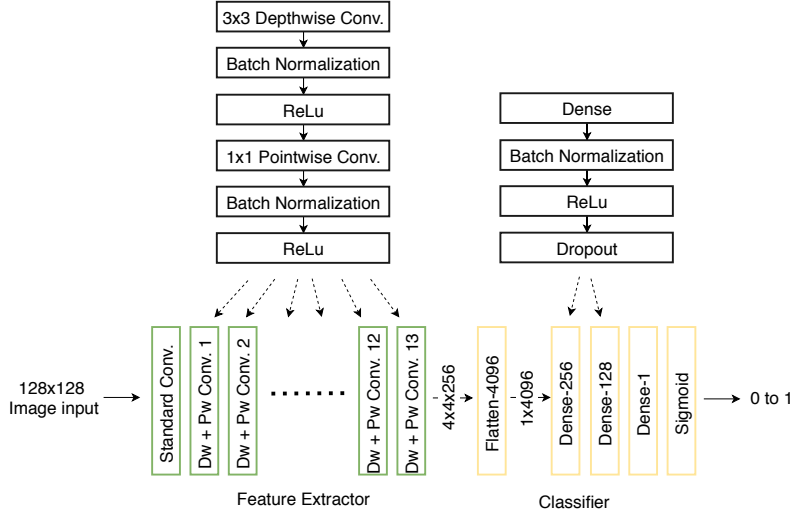 3x3 Depthwise Conv.
Batch Normalization
ReLu
1x1 Pointwise Conv.
Batch Normalization
ReLu
Dense
Batch Normalization
ReLu
Dropout
128x128
Image input
Standard Conv.
Dw + Pw Conv. 1
Dw + Pw Conv. 2
Dw + Pw Conv. 12
Dw + Pw Conv. 13
4x4x256
Flatten-4096
1x4096
Dense-256
Dense-128
Dense-1
Sigmoid
0 to 1
Feature Extractor
Classifier